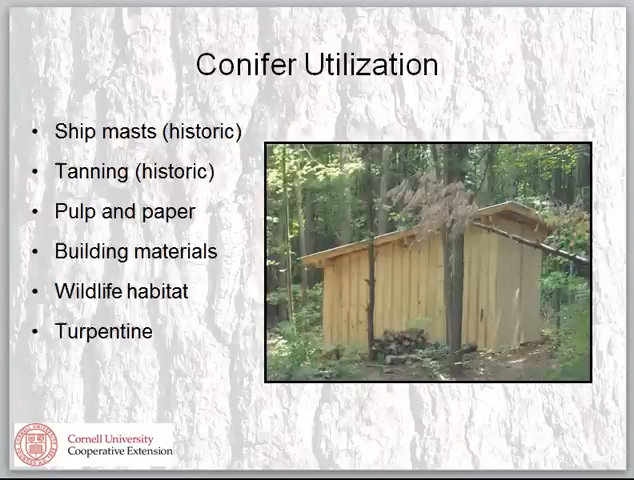 Conifer Utilization
• Ship masts (historic)
• Tanning (historic)
• Pulp and paper
• Building materials
• Wildlife habitat
• Turpentine
Cornell University
Cooperative Extension